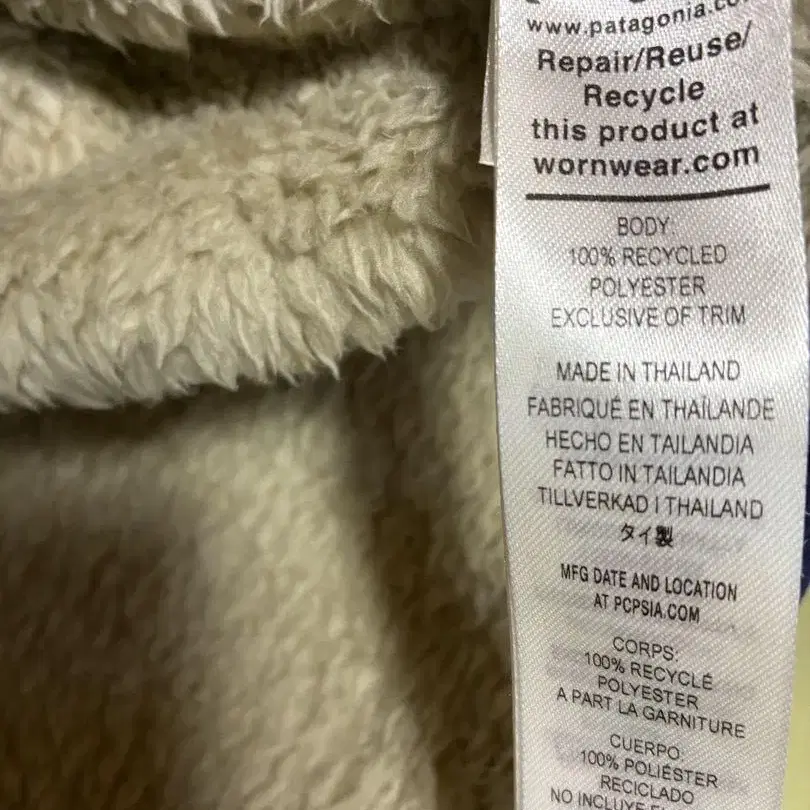 www.patagonia.co
Repair/Reuse/
Recycle
this product at
wornwear.com
BODY:
100% RECYCLED
POLYESTER
EXCLUSIVE OF TRIM
MADE IN THAILAND
FABRIQUÉ EN THAÏLANDE
HECHO EN TAILANDIA
FATTO IN TAILANDIA
TILLVERKAD I THAILAND
タイ製
MFG DATE AND LOCATION
AT PCPSIA.COM
CORPS:
100% RECYCLÉ
POLYESTER
A PART LA GARNITURE
CUERPO
100% POLIÉSTER
RECICLADO
NO INCLUYE